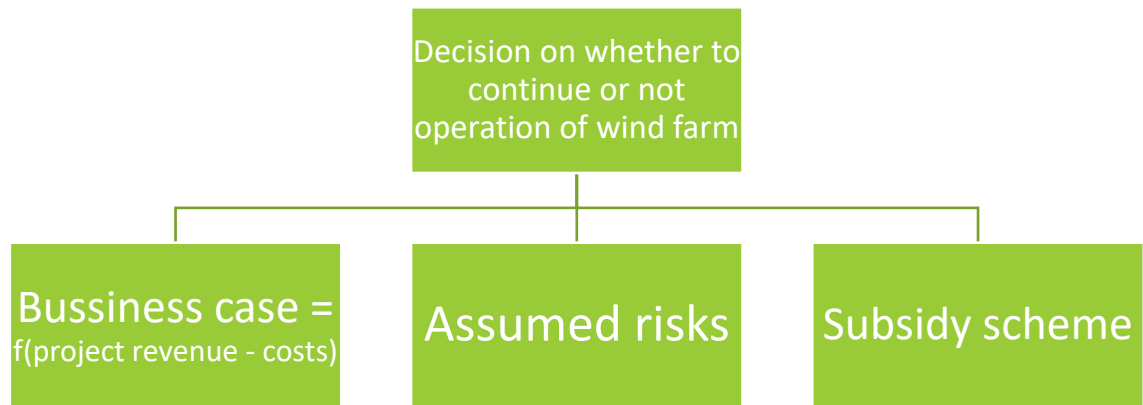 Decision on whether to
continue or not
operation of wind farm
Bussiness case =
f(project revenue - costs)
Assumed risks
Subsidy scheme